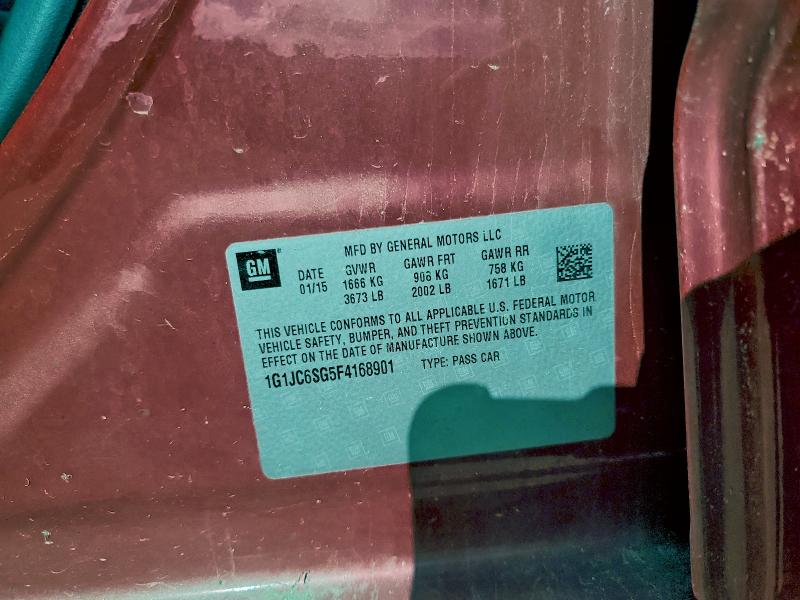 MFD BY GENERAL MOTORS LLC
GM
DATE GVWR GAWR FRT GAWR RR
01/15 1666 KG 908 KG 758 KG
3673 LB 2002 LB 1671 LB
THIS VEHICLE CONFORMS TO ALL APPLICABLE U.S. FEDERAL MOTOR
VEHICLE SAFETY, BUMPER, AND THEFT PREVENTION STANDARDS IN
EFFECT ON THE DATE OF MANUFACTURE SHOWN ABOVE.
1G1JC6SG5F4168901 TYPE: PASS CAR